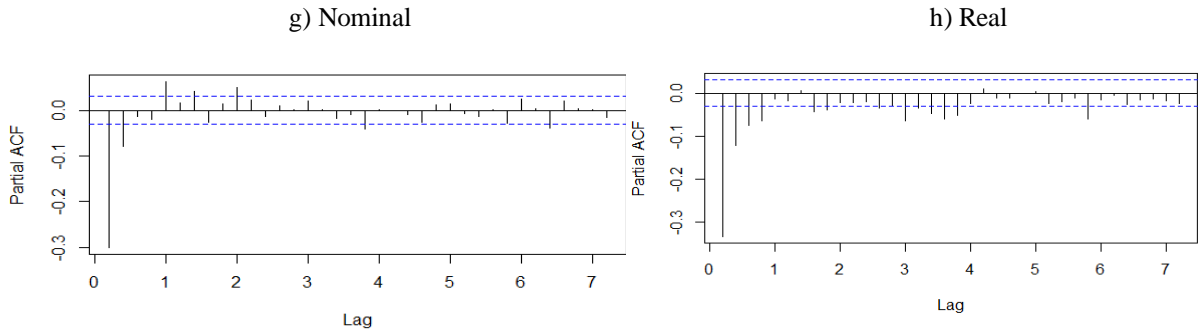 g) Nominal
h) Real
Partial ACF
0.0
-0.1
-0.2
-0.3
0 1 2 3 4 5 6 7
Lag
Partial ACF
0.0
-0.1
-0.2
-0.3
0 1 2 3 4 5 6 7
Lag